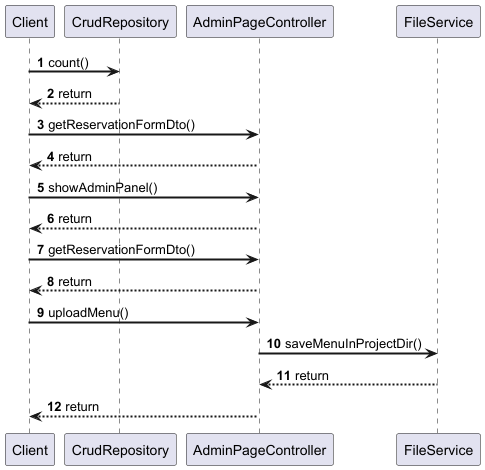 Client CrudRepository AdminPageController FileService
1 count()
2 return
3 getReservationFormDto()
4 return
5 showAdminPanel()
6 return
7 getReservationFormDto()
8 return
9 uploadMenu()
10 saveMenuInProjectDir()
11 return
12 return
Client CrudRepository AdminPageController FileService